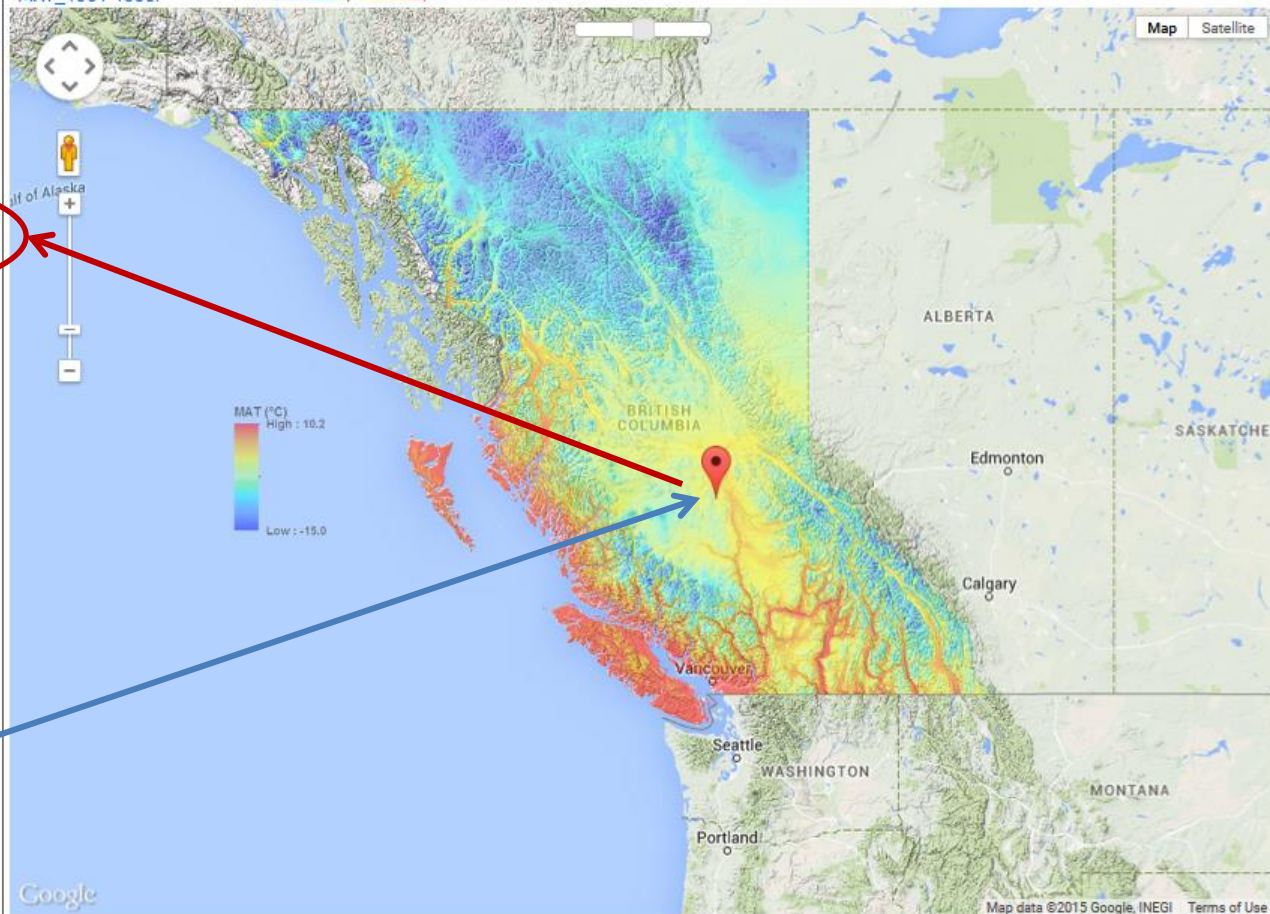 Map Satellite
Gulf of Alaska
ALBERTA
BRITISH
COLUMBIA
MAT (°C)
High : 10.2
Low : -15.0
SASKATCHE
Edmonton
Calgary
Vancouver
Seattle
WASHINGTON
MONTANA
Portland
Google
Map data ©2015 Google, INEGI Terms of Use